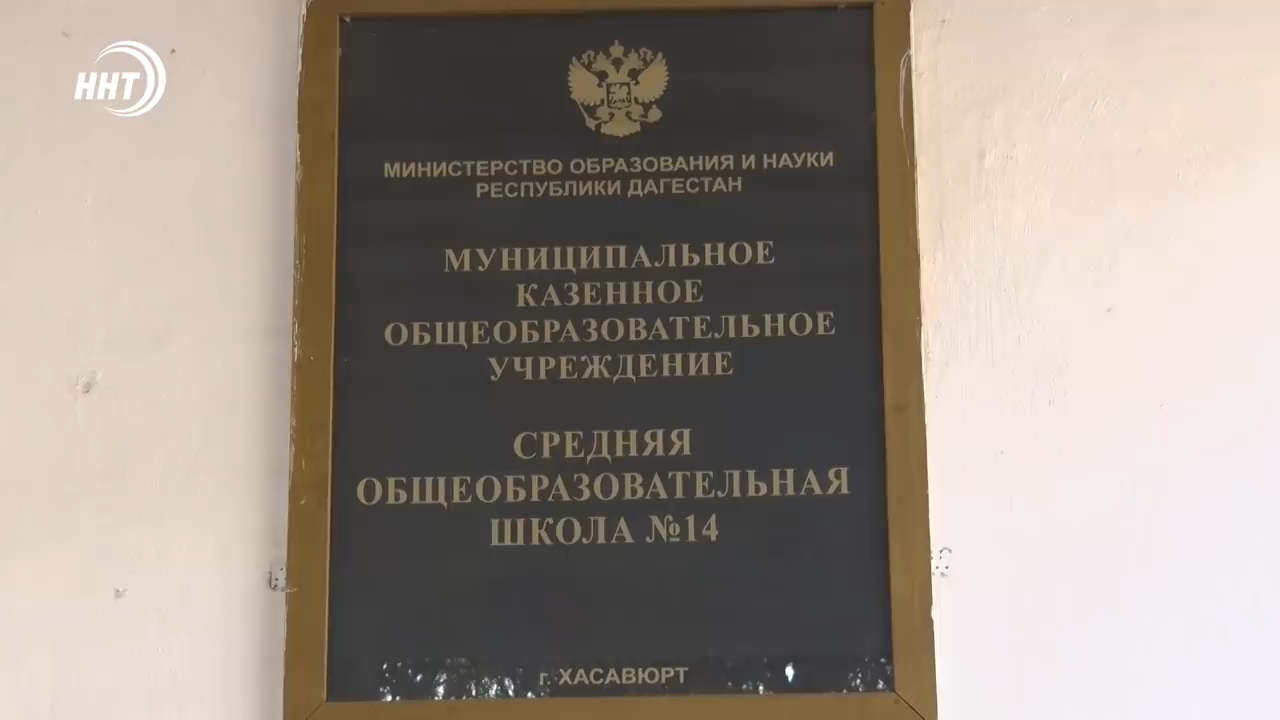 ННТ
МИНИСТЕРСТВО ОБРАЗОВАНИЯ И НАУКИ
РЕСПУБЛИКИ ДАГЕСТАН
МУНИЦИПАЛЬНОЕ
КАЗЕННОЕ
ОБЩЕОБРАЗОВАТЕЛЬНОЕ
УЧРЕЖДЕНИЕ
СРЕДНЯЯ
ОБЩЕОБРАЗОВАТЕЛЬНАЯ
ШКОЛА №14
г. ХАСАВЮРТ